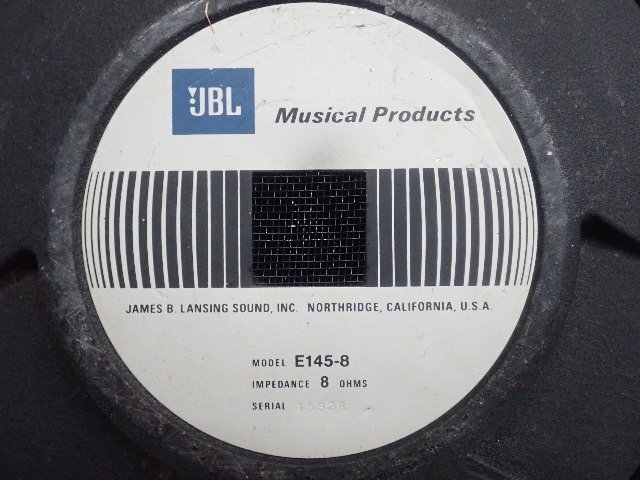 JBL
Musical Products
JAMES B. LANSING SOUND, INC. NORTHRIDGE, CALIFORNIA, U.S.A.
MODEL E145-8
IMPEDANCE 8 OHMS
SERIAL